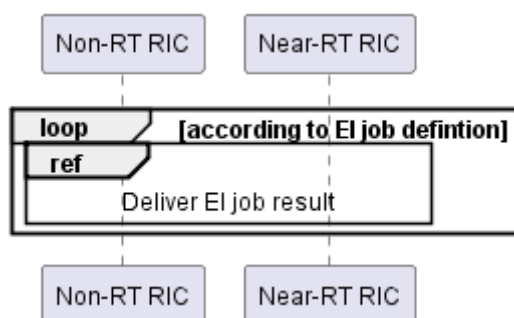 Non-RT RIC
Near-RT RIC
loop
[according to EI job defintion]
ref
Deliver EI job result
Non-RT RIC
Near-RT RIC